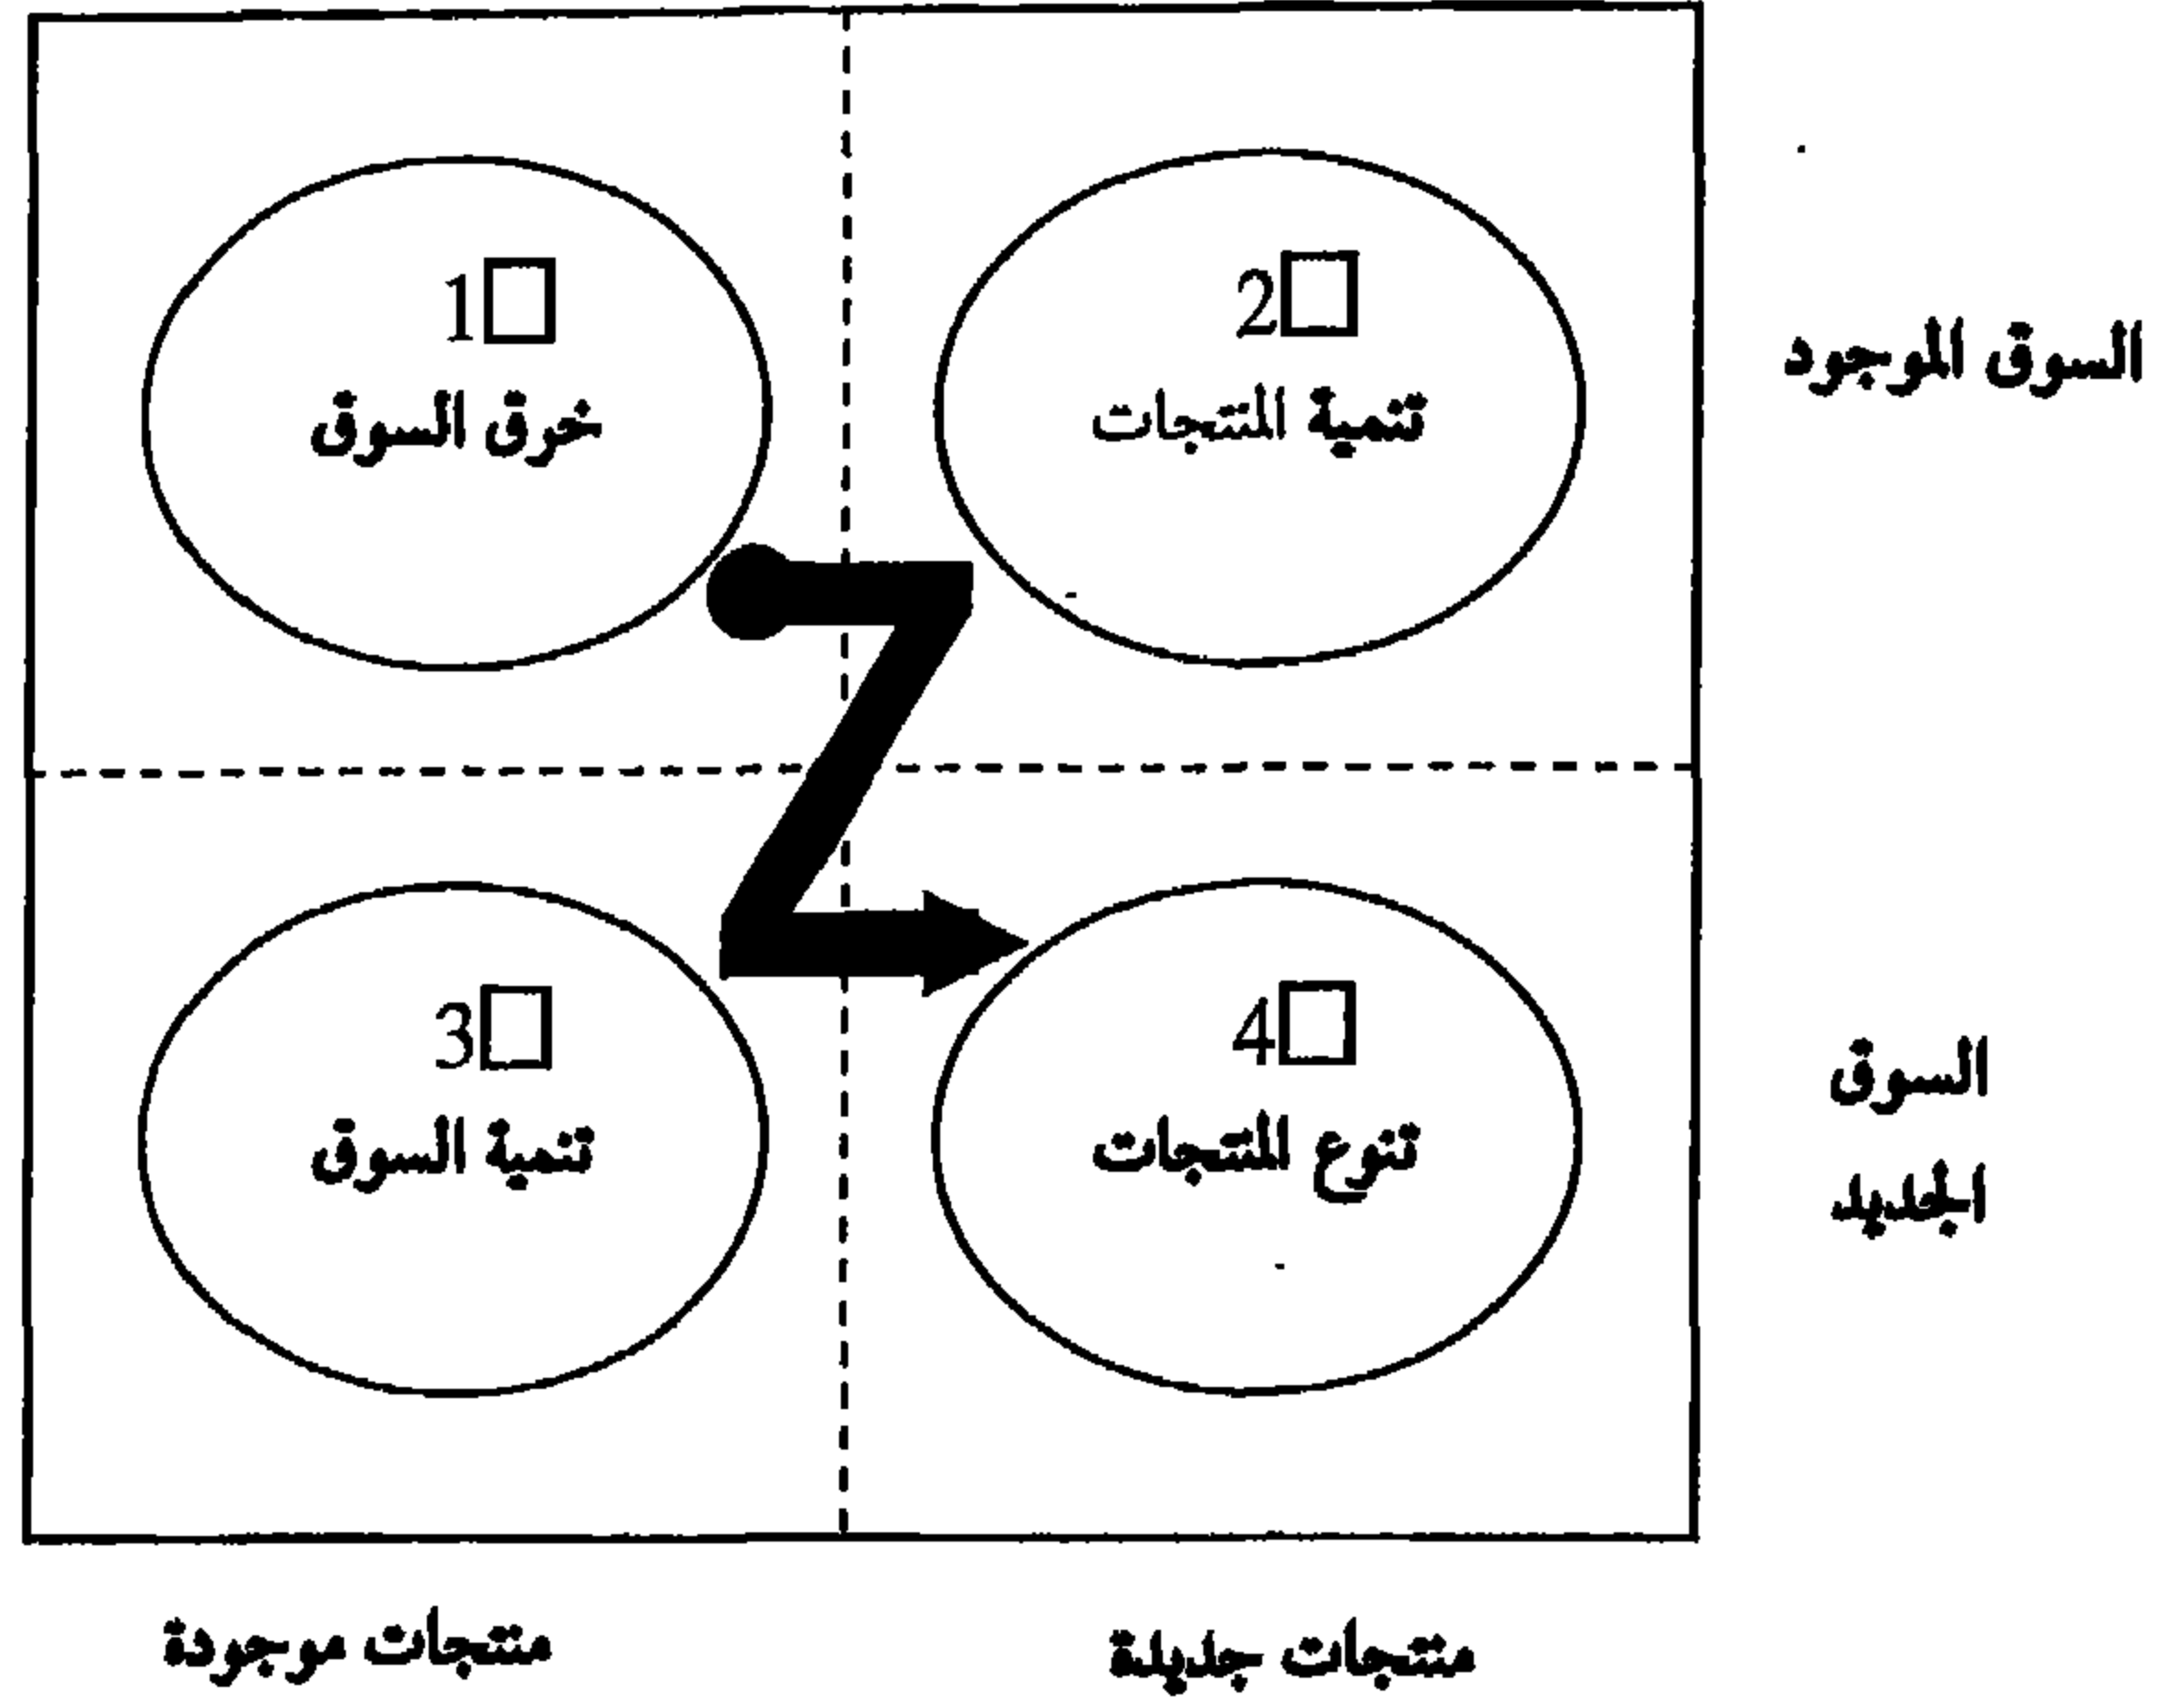 1
خرق السوق
2
تنمية المنتجات
السوق الموجود
3
تنمية السوق
4
تنوع المنتجات
السوق
الجديد
منتجات موجودة
منتجات جديدة